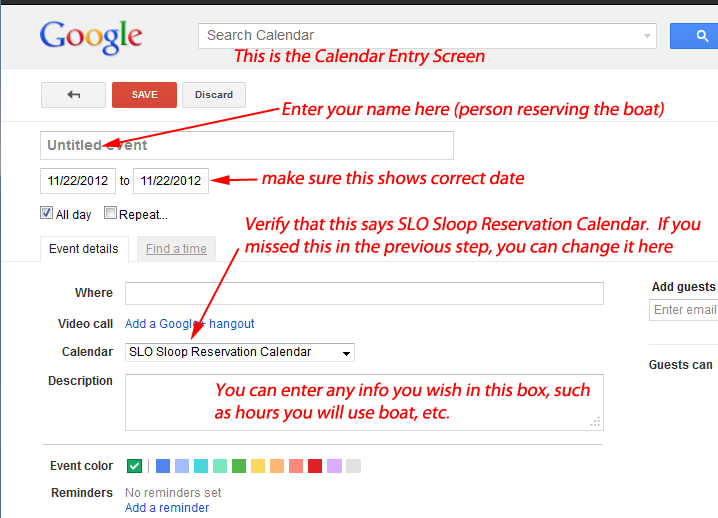 Google
Search Calendar
This is the Calendar Entry Screen
SAVE
Discard
Enter your name here (person reserving the boat)
Untitled event
11/22/2012 to 11/22/2012
make sure this shows correct date
All day Repeat...
Verify that this says SLO Sloop Reservation Calendar. If you
missed this in the previous step, you can change it here
Event details Find a time
Where
Add guests
Enter email
Video call Add a Google+ hangout
Calendar SLO Sloop Reservation Calendar
Guests can
Description
You can enter any info you wish in this box, such
as hours you will use boat, etc.
Event color
Reminders No reminders set
Add a reminder